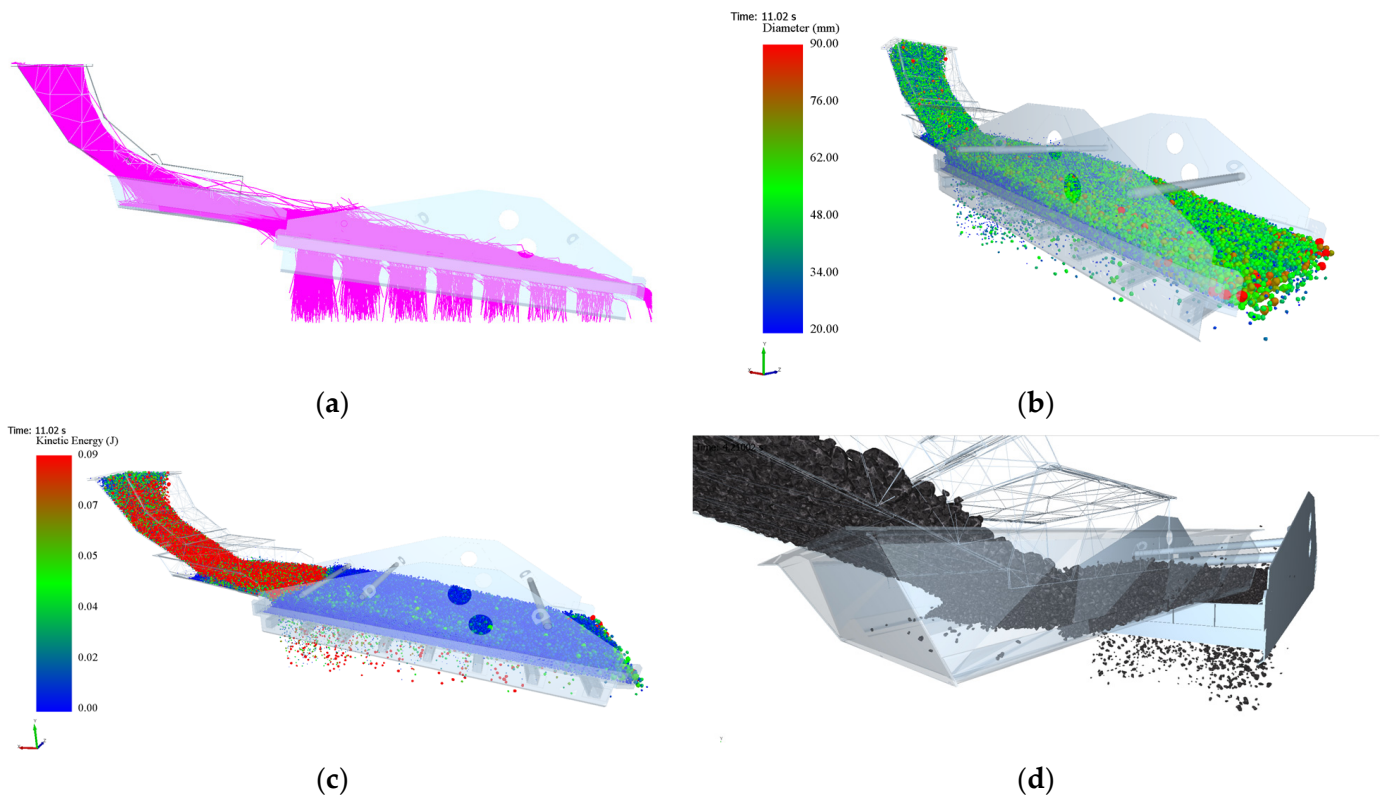 Time: 11.02 s
Diameter (mm)
90.00
76.00
62.00
48.00
34.00
20.00
Y
X
Z
(a)
(b)
Time: 11.02 s
Kinetic Energy (J)
0.09
0.07
0.05
0.04
0.02
0.00
Y
X
Z
y
(c)
(d)